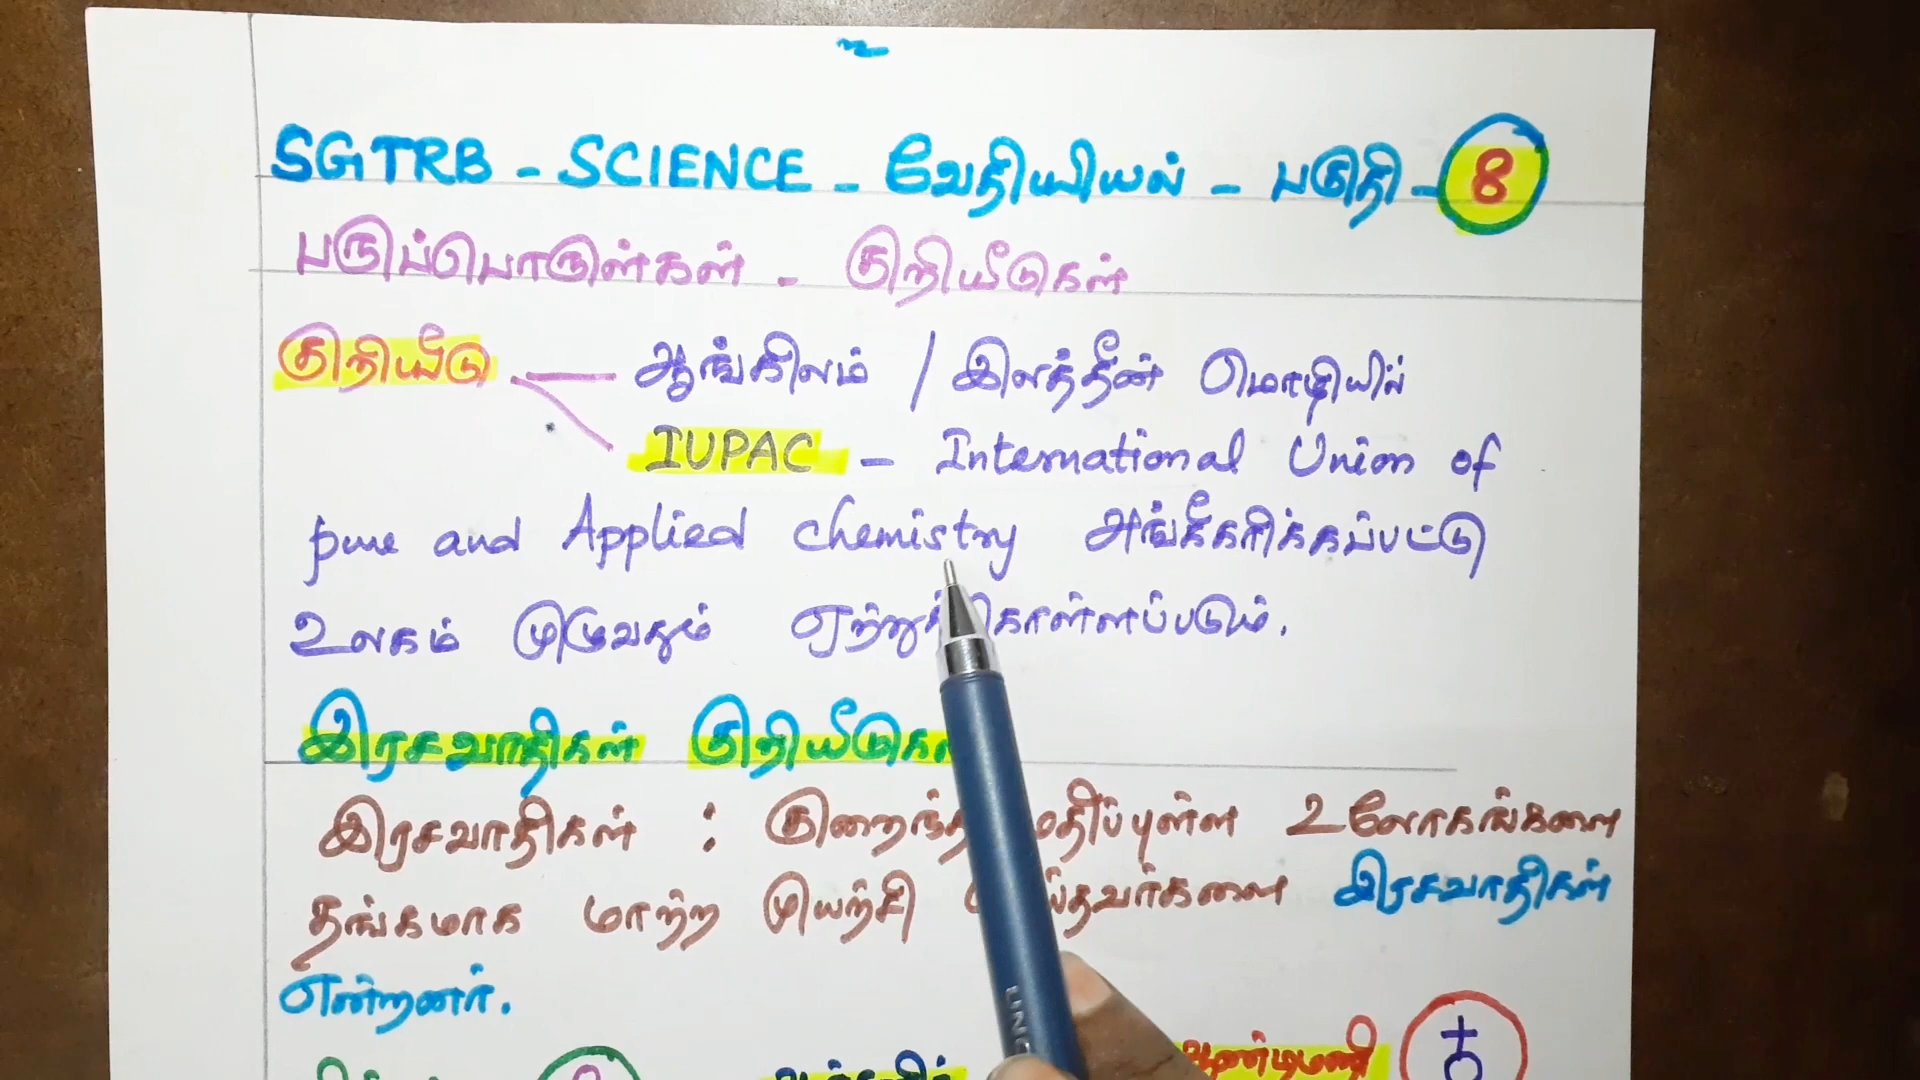 SGTRB - SCIENCE - வேதியியல் - பகுதி - 8
பருப்பொருள்கள் - குறியீடுகள்
குறியீடு — ஆங்கிலம் / இலத்தீன் மொழியில்
IUPAC - International Union of
pure and Applied chemistry அங்கீகரிக்கப்பட்டு
உலகம் முழுவதும் ஏற்றுக்கொள்ளப்படும்.
இரசவாதிகள் குறியீடுகள்
இரசவாதிகள் : குறைந்த மதிப்புள்ள உலோகங்களை
தங்கமாக மாற்ற முயற்சி செய்தவர்களை இரசவாதிகள்
என்றனர்.
ஆண்டிமணி